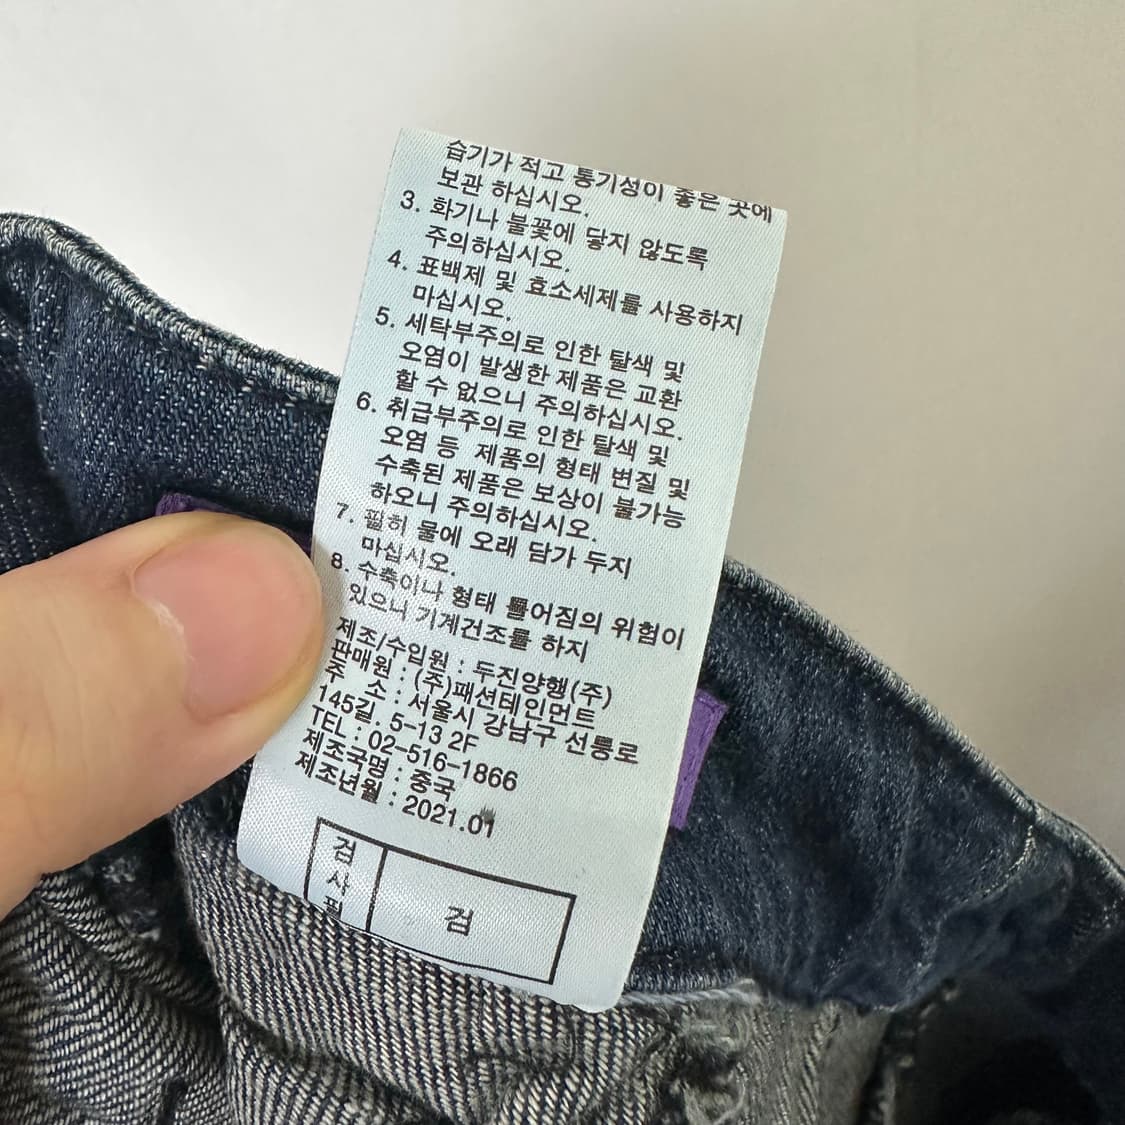 습기가 적고 통기성이 좋은 곳에
보관 하십시오.
3. 화기나 불꽃에 닿지 않도록
주의하십시오.
4. 표백제 및 효소세제를 사용하지
마십시오.
5. 세탁부주의로 인한 탈색 및
오염이 발생한 제품은 교환
할 수 없으니 주의하십시오.
6. 취급부주의로 인한 탈색 및
오염 등 제품의 형태 변질 및
수축된 제품은 보상이 불가능
하오니 주의하십시오.
7. 필히 물에 오래 담가 두지
마십시오.
8. 수축이나 형태 틀어짐의 위험이
있으니 기계건조를 하지
제조/수입원 : 두진양행(주)
판매원 : (주)패션테인먼트
주 소 : 서울시 강남구 선릉로
145길. 5-13 2F
TEL : 02-516-1866
제조국명 : 중국
제조년월 : 2021.01
검사필
검